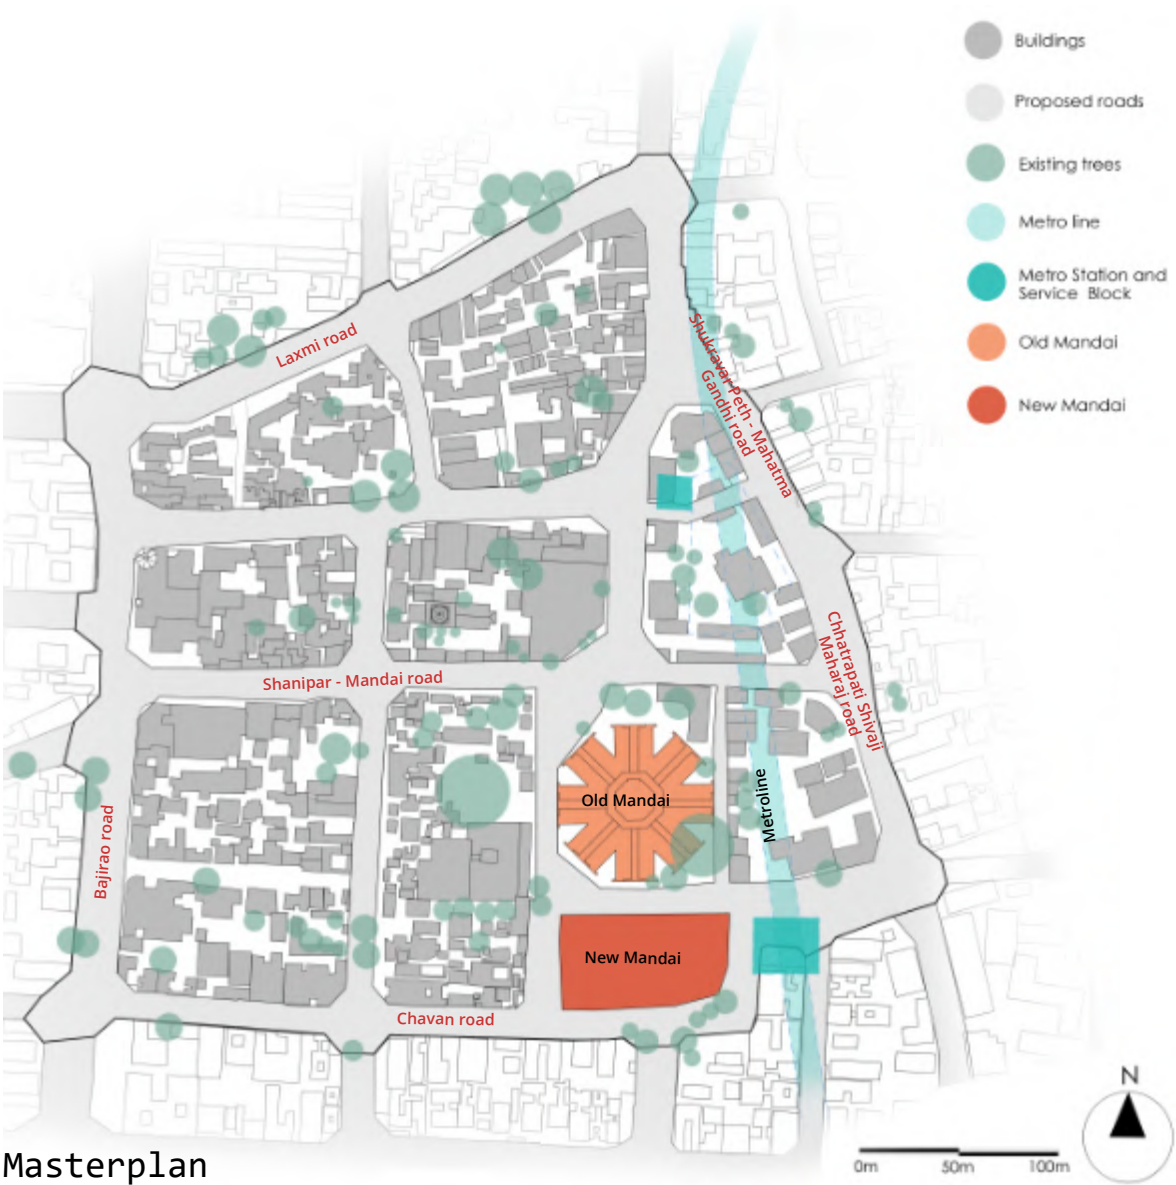 Buildings
Proposed roads
Existing trees
Metro line
Metro Station and
Service Block
Old Mandai
New Mandai
Laxmi road
Shukravar Peth - Mahatma
Gandhi road
Chhatrapati Shivaji
Maharaj road
Shanipar - Mandai road
Bajirao road
Old Mandai
Metroline
New Mandai
Chavan road
N
0m 50m 100m
Masterplan